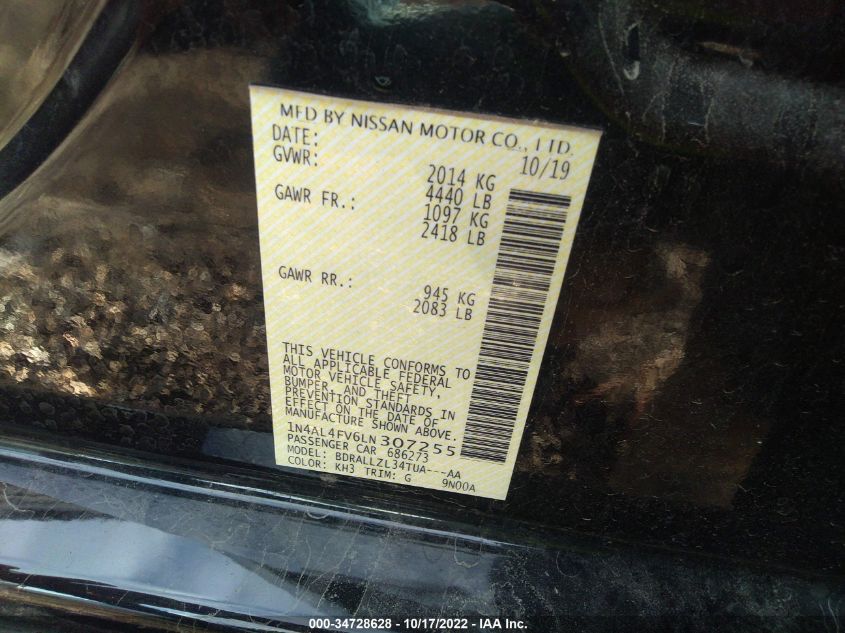 MFD BY NISSAN MOTOR CO., LTD.
DATE: 10/19
GVWR: 2014 KG
4440 LB
GAWR FR.: 1097 KG
2418 LB
GAWR RR.: 945 KG
2083 LB
THIS VEHICLE CONFORMS TO
ALL APPLICABLE FEDERAL
MOTOR VEHICLE SAFETY,
BUMPER, AND THEFT
PREVENTION STANDARDS IN
EFFECT ON THE DATE OF
MANUFACTURE SHOWN ABOVE.
1N4AL4FV6LN307255
PASSENGER CAR 686273
MODEL: BDRALLZL34TUA---AA
COLOR: KH3 TRIM: G 9N00A
000-34728628 - 10/17/2022 - IAA Inc.